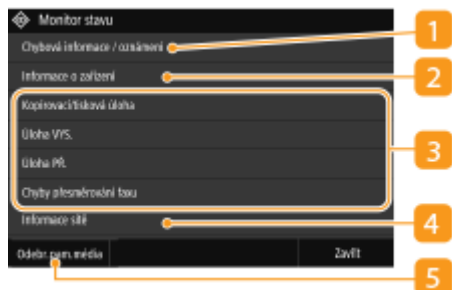 Monitor stavu
1
Chybová informace / oznámení
Informace o zařízení
2
Kopírovací/tisková úloha
Úloha VYS.
3
Úloha PŘ.
Chyby přesměrování faxu
Informace sítě
4
Odebr.pam.média
Zavřít
5